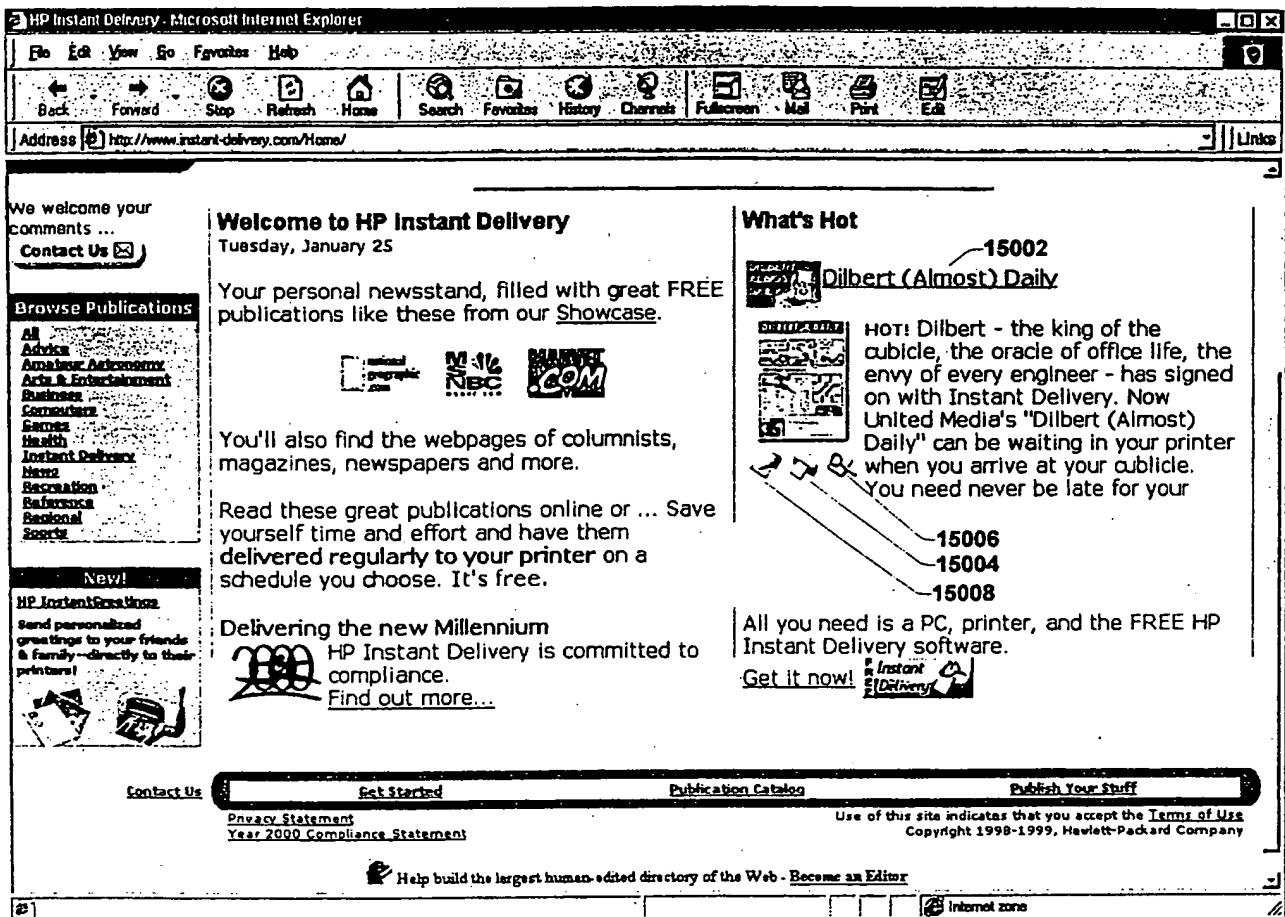 HP Instant Delivery - Microsoft Internet Explorer
File Edit View Go Favorites Help
Back Forward Stop Refresh Home Search Favorites History Channels Fullscreen Mail Print Edit
Address http://www.instant-delivery.com/Home/ Links
We welcome your
comments ...
Contact Us
Browse Publications
All
Advice
Amateur Astronomy
Arts & Entertainment
Business
Computers
Games
Health
Instant Delivery
News
Recreation
Reference
Regional
Sports
New!
HP InstantGreetings
Send personalized
greetings to your friends
& family--directly to their
printers!
Welcome to HP Instant Delivery
Tuesday, January 25
Your personal newsstand, filled with great FREE
publications like these from our Showcase.
national
geographic
.com
MSNBC
MARVEL
.COM
You'll also find the webpages of columnists,
magazines, newspapers and more.
Read these great publications online or ... Save
yourself time and effort and have them
delivered regularly to your printer on a
schedule you choose. It's free.
Delivering the new Millennium
2000
HP Instant Delivery is committed to
compliance.
Find out more...
What's Hot
15002
Dilbert (Almost) Daily
HOT! Dilbert - the king of the
cubicle, the oracle of office life, the
envy of every engineer - has signed
on with Instant Delivery. Now
United Media's "Dilbert (Almost)
Daily" can be waiting in your printer
when you arrive at your cublicle.
You need never be late for your
15006
15004
15008
All you need is a PC, printer, and the FREE HP
Instant Delivery software.
Get it now! FREE Instant Delivery
Contact Us Get Started Publication Catalog Publish Your Stuff
Privacy Statement
Year 2000 Compliance Statement
Use of this site indicates that you accept the Terms of Use
Copyright 1998-1999, Hewlett-Packard Company
Help build the largest human-edited directory of the Web - Become an Editor
Internet zone